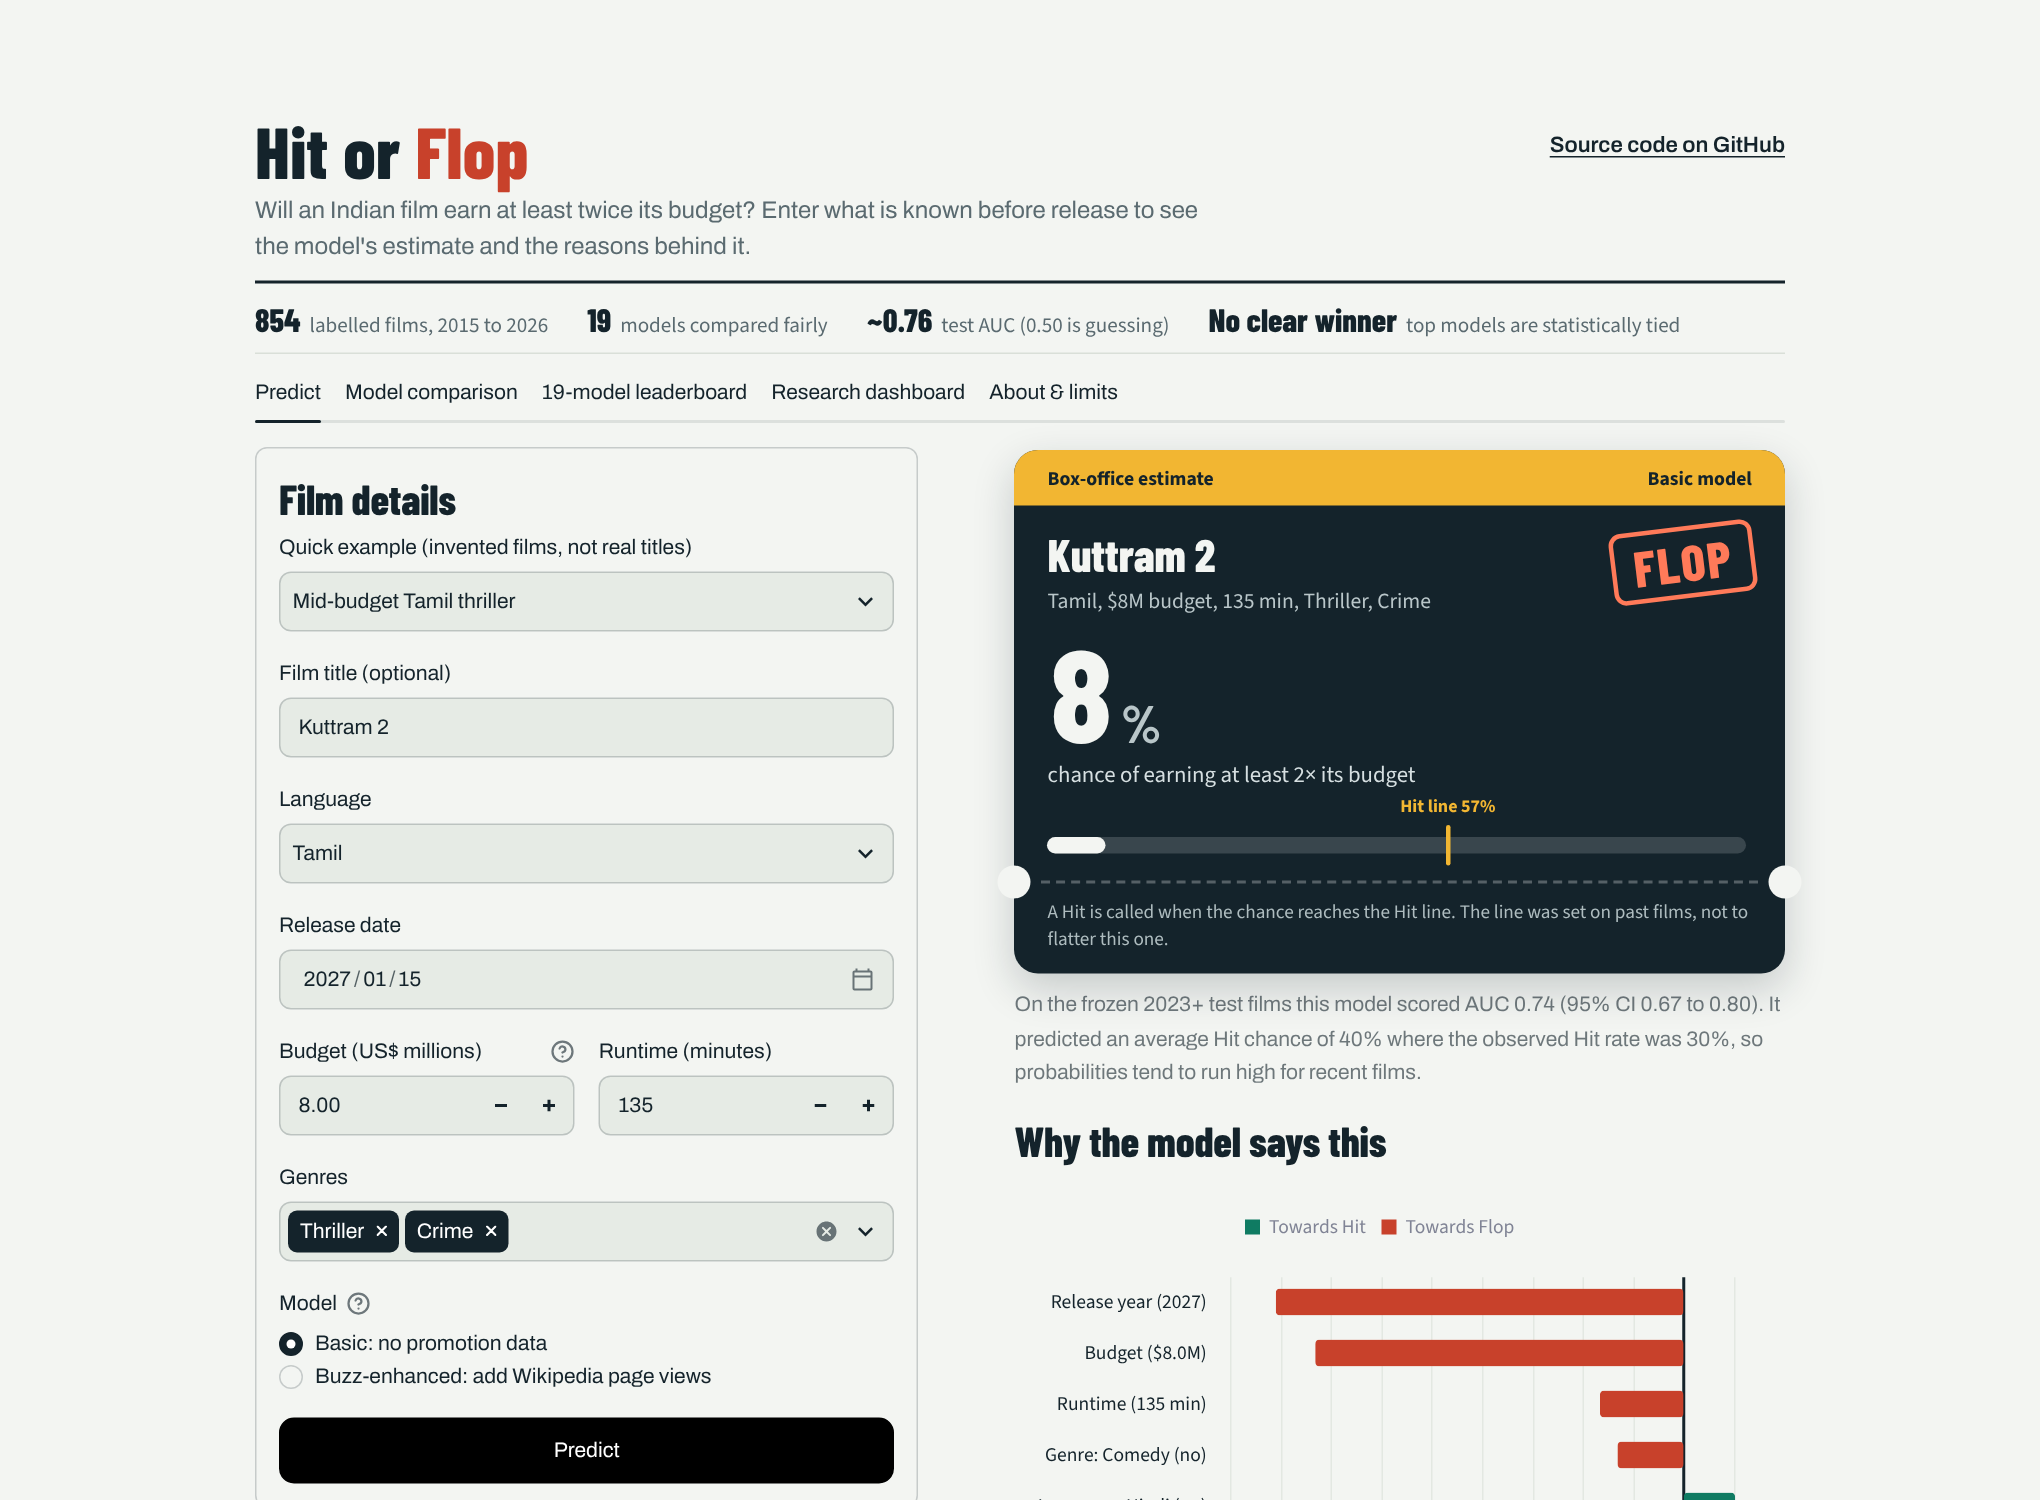 Hit or Flop
Source code on GitHub
Will an Indian film earn at least twice its budget? Enter what is known before release to see
the model's estimate and the reasons behind it.
854 labelled films, 2015 to 2026
19 models compared fairly
~0.76 test AUC (0.50 is guessing)
No clear winner top models are statistically tied
Predict
Model comparison
19-model leaderboard
Research dashboard
About & limits
Film details
Quick example (invented films, not real titles)
Mid-budget Tamil thriller
Film title (optional)
Kuttram 2
Language
Tamil
Release date
2027/01/15
Budget (US$ millions)
Runtime (minutes)
8.00
135
Genres
Thriller
Crime
Model
Basic: no promotion data
Buzz-enhanced: add Wikipedia page views
Predict
Box-office estimate
Basic model
Kuttram 2
FLOP
Tamil, $8M budget, 135 min, Thriller, Crime
8%
chance of earning at least 2× its budget
Hit line 57%
A Hit is called when the chance reaches the Hit line. The line was set on past films, not to
flatter this one.
On the frozen 2023+ test films this model scored AUC 0.74 (95% CI 0.67 to 0.80). It
predicted an average Hit chance of 40% where the observed Hit rate was 30%, so
probabilities tend to run high for recent films.
Why the model says this
Towards Hit
Towards Flop
Release year (2027)
Budget ($8.0M)
Runtime (135 min)
Genre: Comedy (no)